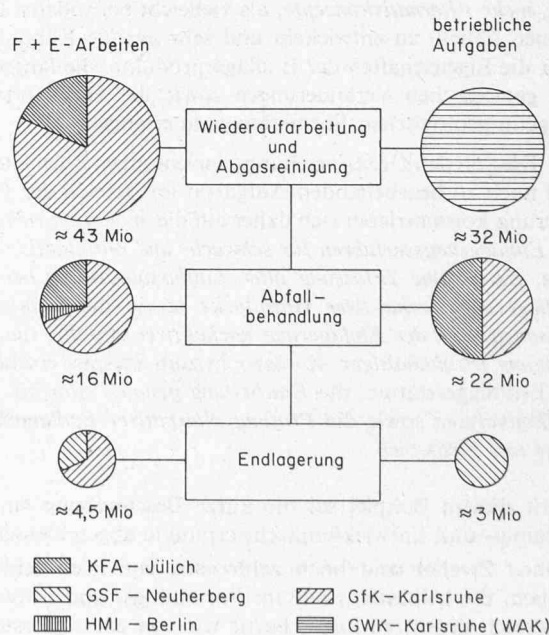 F + E - Arbeiten
betriebliche
Aufgaben
Wiederaufarbeitung
und
Abgasreinigung
≈ 43 Mio
≈ 32 Mio
Abfall-
behandlung
≈ 16 Mio
≈ 22 Mio
Endlagerung
≈ 4,5 Mio
≈ 3 Mio
KFA - Jülich
GSF - Neuherberg
HMI - Berlin
GfK - Karlsruhe
GWK - Karlsruhe (WAK)